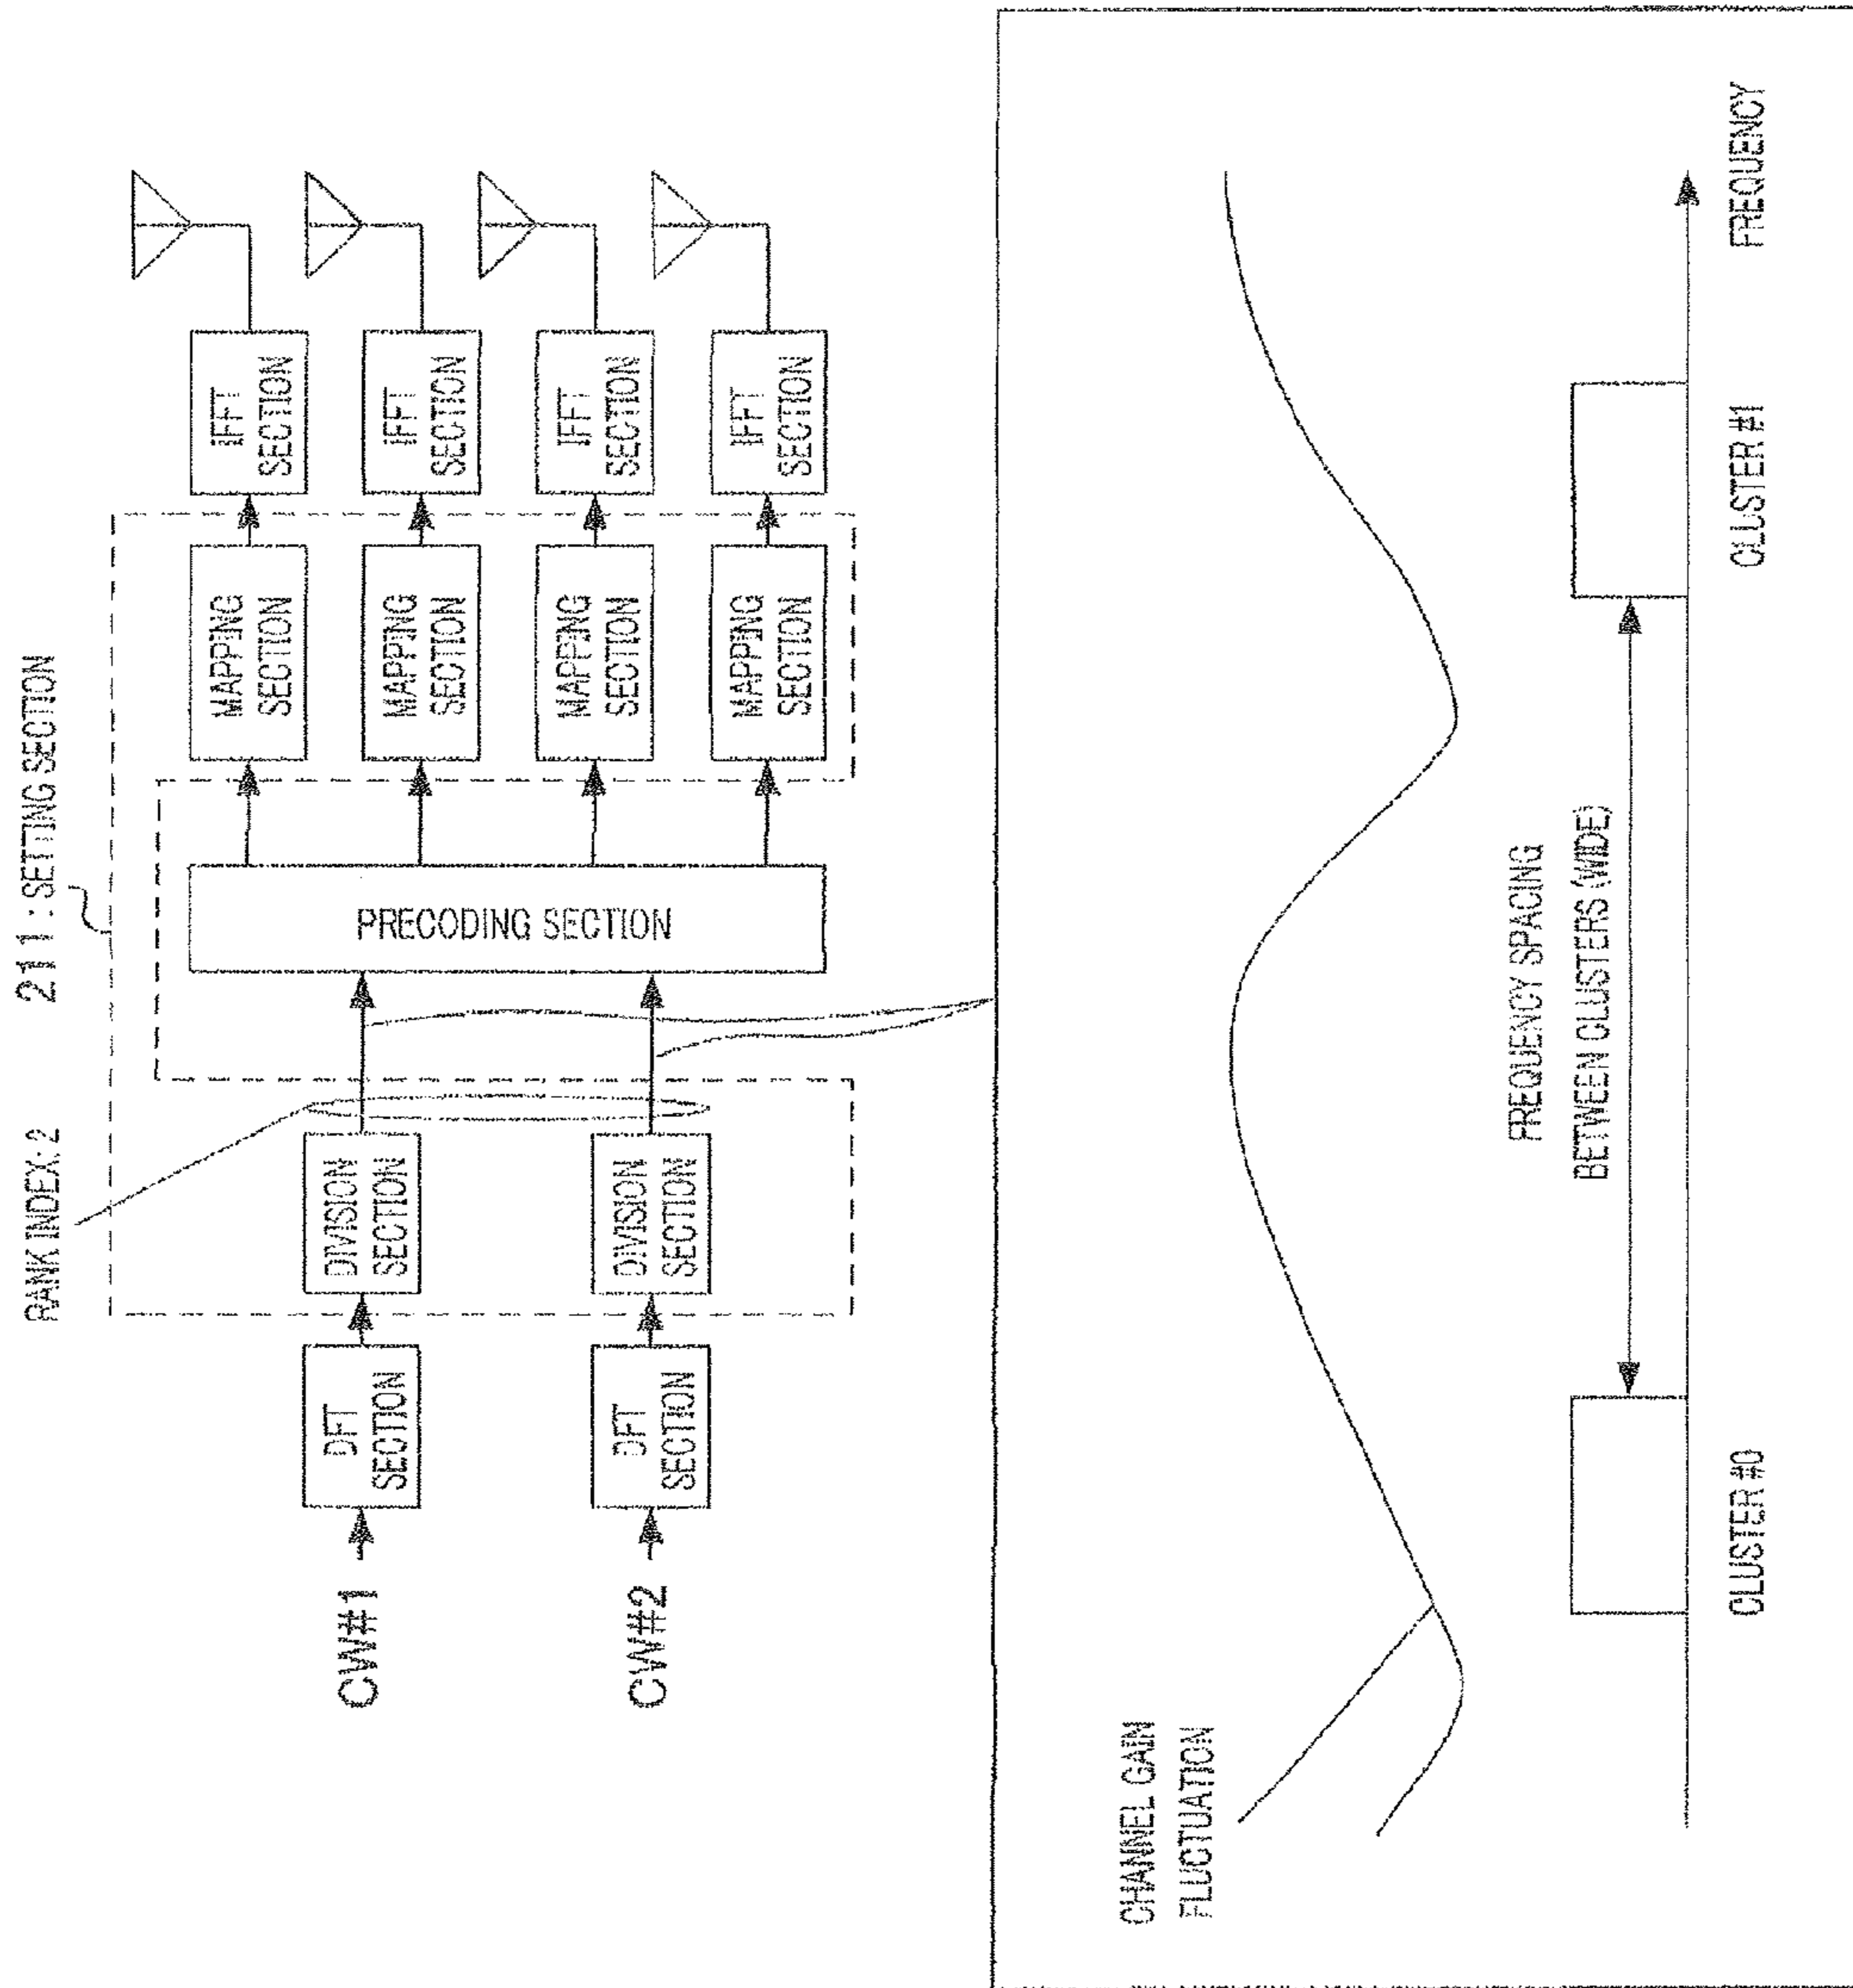 211 : SETTING SECTION
RANK INDEX: 2
CW#1
CW#2
DFT
SECTION
DFT
SECTION
DIVISION
SECTION
DIVISION
SECTION
PRECODING SECTION
MAPPING
SECTION
MAPPING
SECTION
MAPPING
SECTION
MAPPING
SECTION
IFFT
SECTION
IFFT
SECTION
IFFT
SECTION
IFFT
SECTION
CHANNEL GAIN
FLUCTUATION
FREQUENCY SPACING
BETWEEN CLUSTERS (WIDE)
CLUSTER #0
CLUSTER #1
FREQUENCY